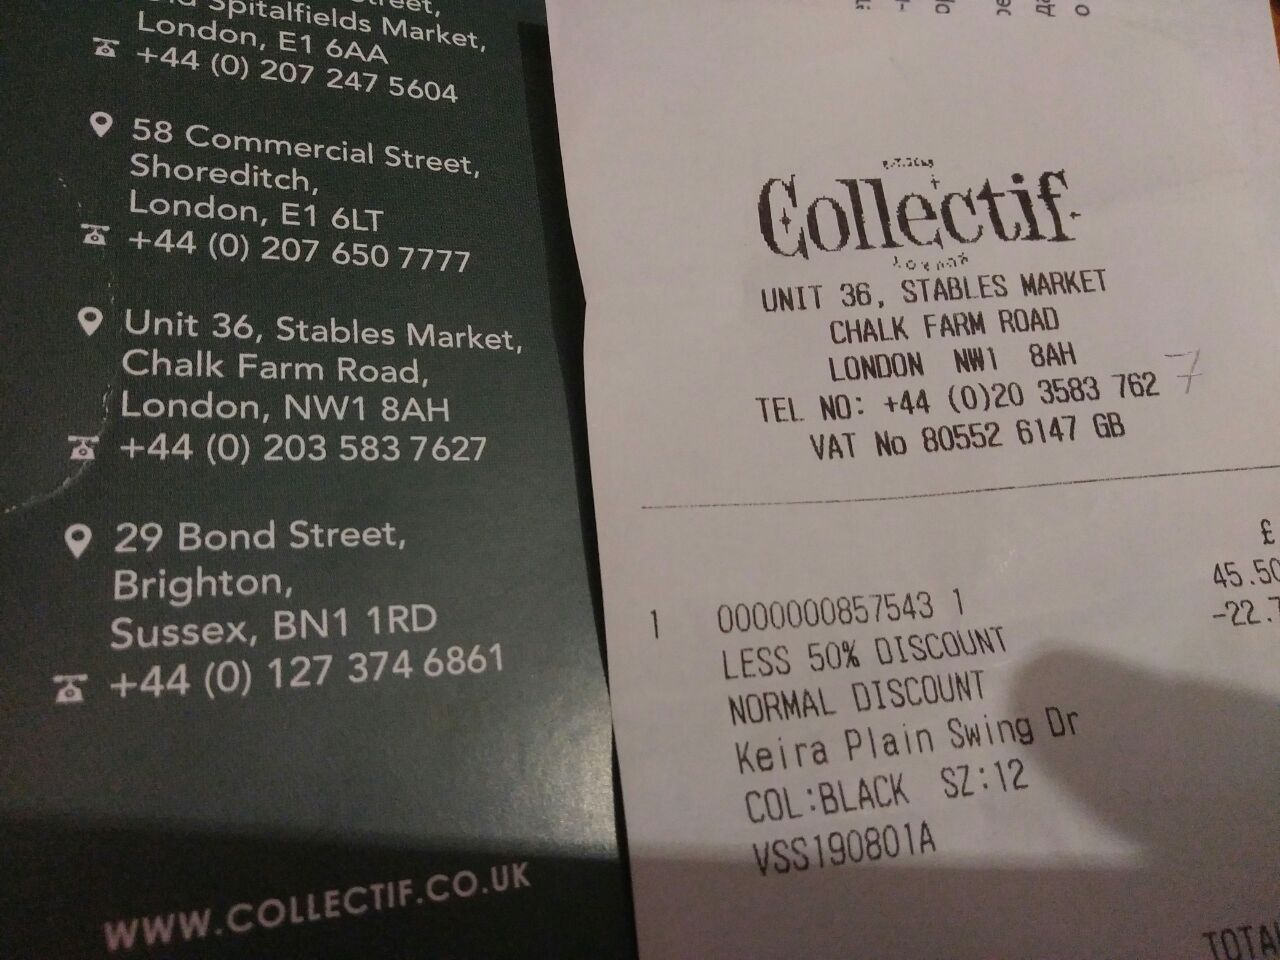 Spitalfields Market,
London, E1 6AA
+44 (0) 207 247 5604
58 Commercial Street,
Shoreditch,
London, E1 6LT
+44 (0) 207 650 7777
Unit 36, Stables Market,
Chalk Farm Road,
London, NW1 8AH
+44 (0) 203 583 7627
29 Bond Street,
Brighton,
Sussex, BN1 1RD
+44 (0) 127 374 6861
WWW.COLLECTIF.CO.UK
Collectif
UNIT 36, STABLES MARKET
CHALK FARM ROAD
LONDON NW1 8AH
TEL NO: +44 (0)20 3583 762 7
VAT No 80552 6147 GB
£
1 0000000857543 1 45.50
LESS 50% DISCOUNT -22.7
NORMAL DISCOUNT
Keira Plain Swing Dr
COL:BLACK SZ:12
VSS190801A
TOTA